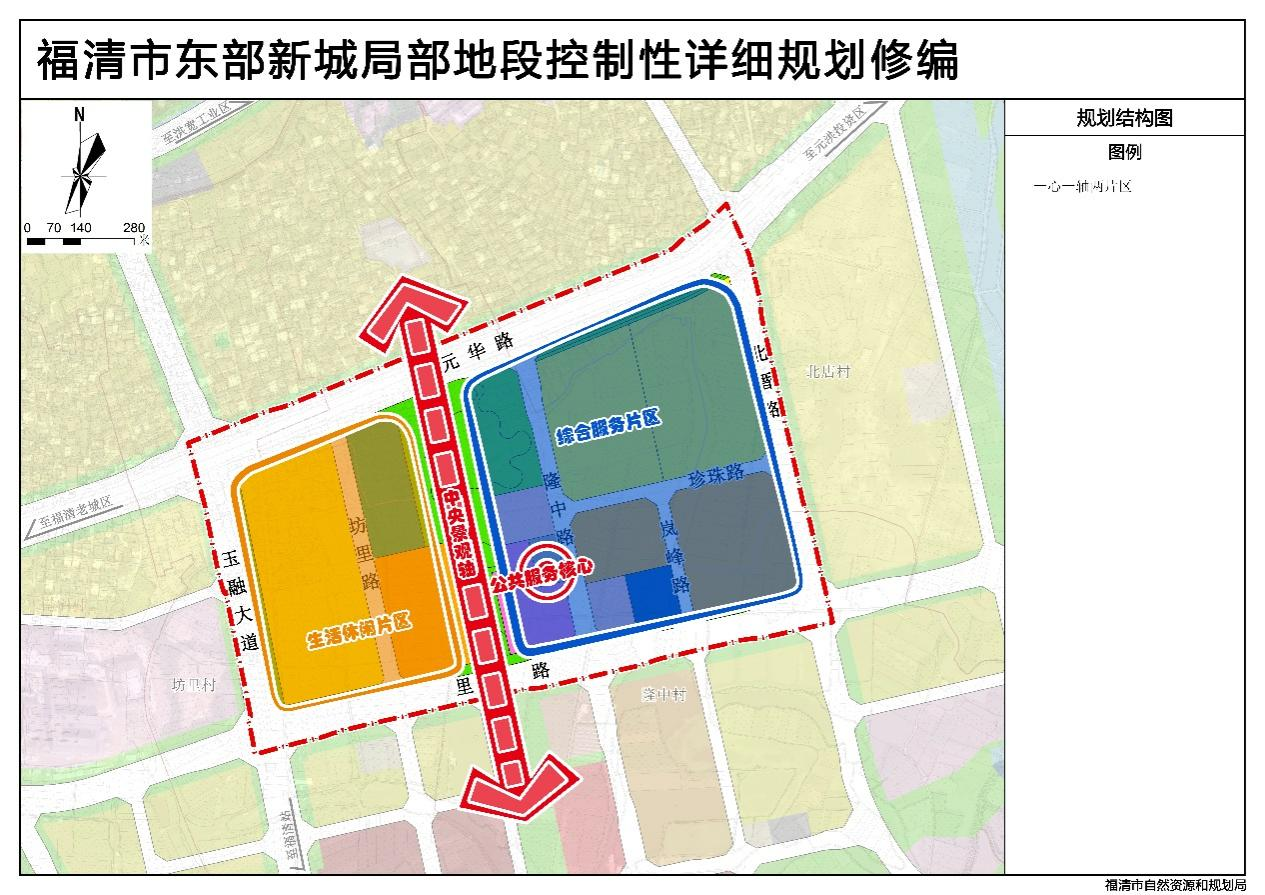 福清市东部新城局部地段控制性详细规划修编
规划结构图
图例
一心一轴两片区
N
0 70 140 280
米
至洪宽工业区
至元洪投资区
元华路
北店村
综合服务片区
珍珠路
隆中路
岚峰路
中央景观轴
公共服务核心
至福清老城区
坊里路
玉融大道
生活休闲片区
里路
坊里村
隆中村
至福清站
福清市自然资源和规划局